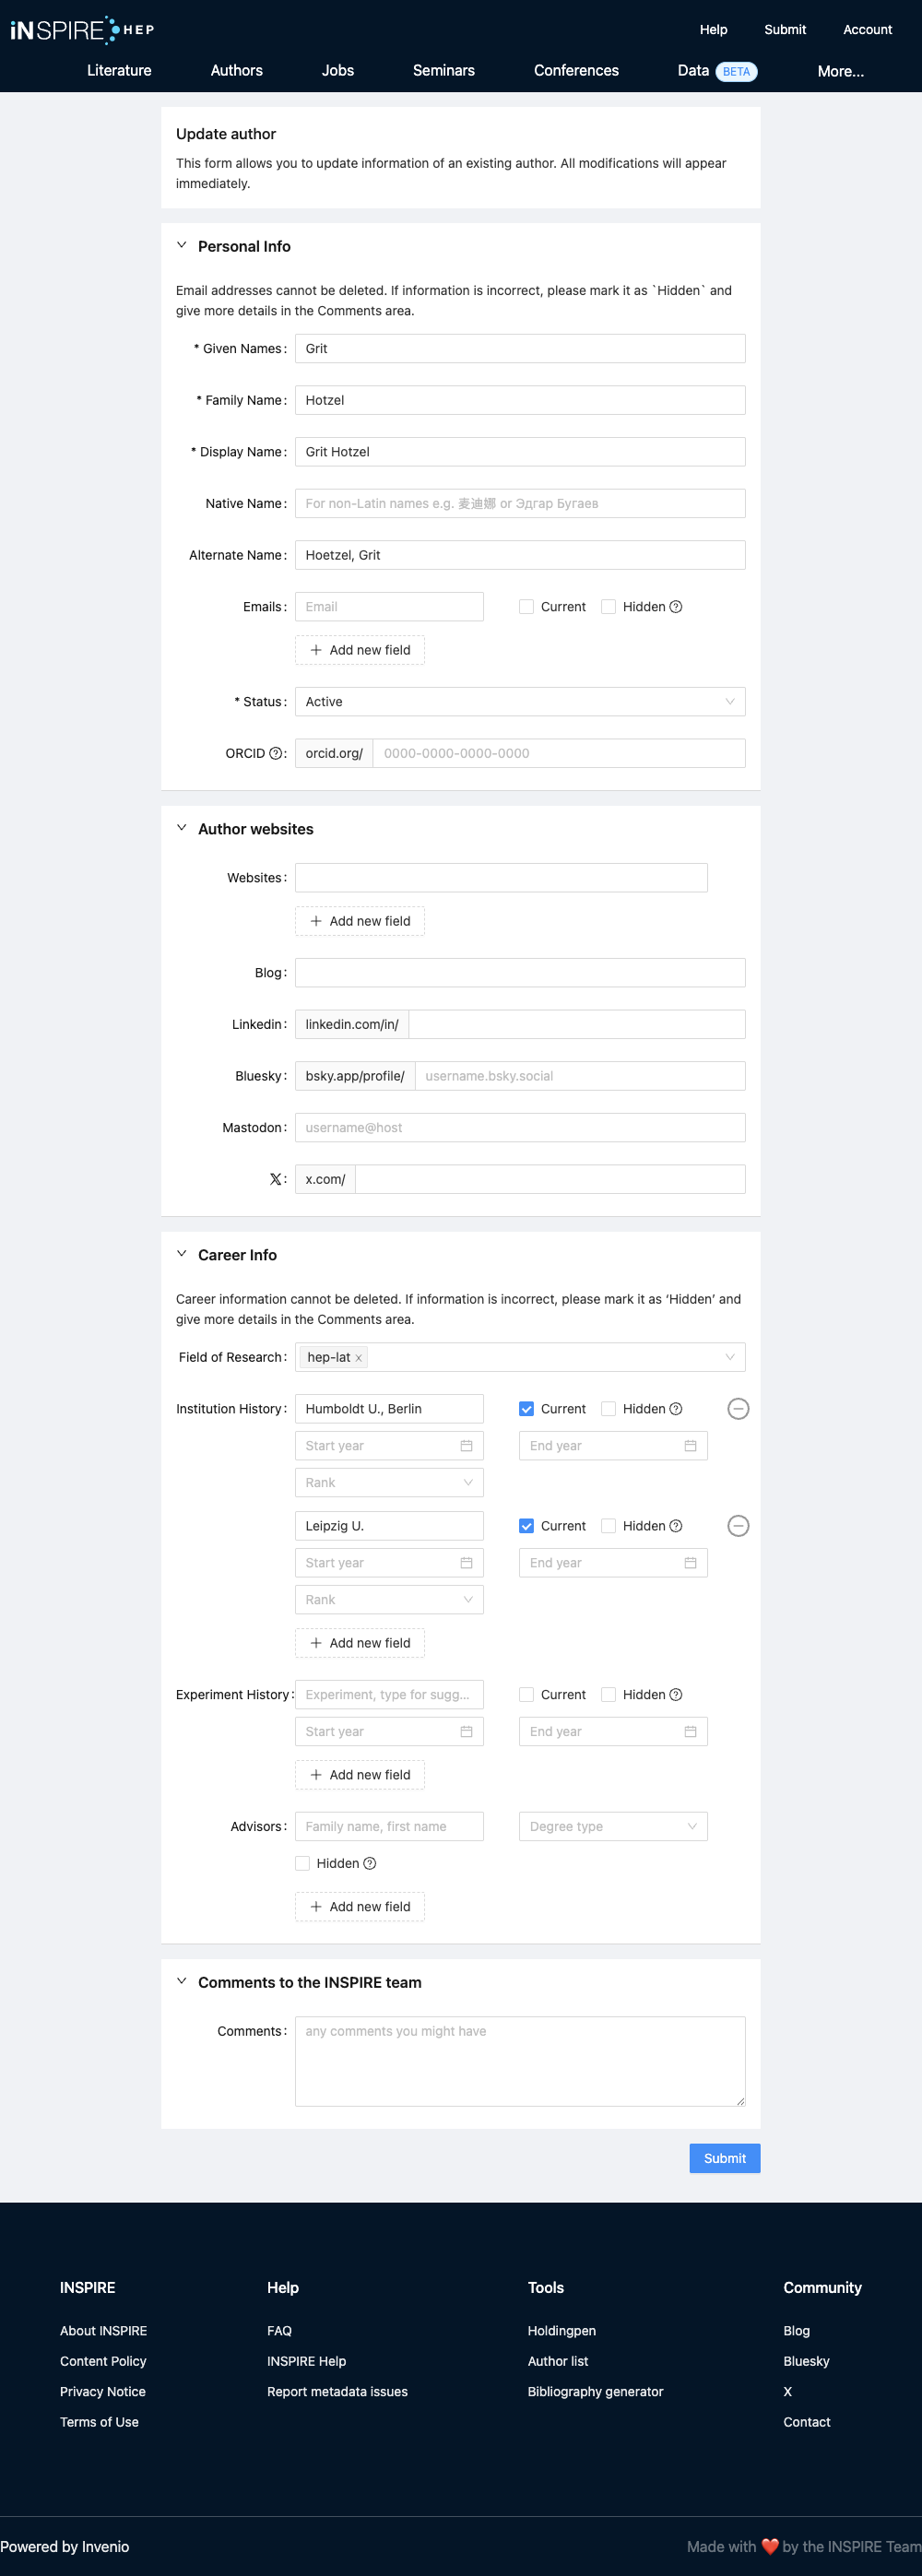 iNSPIRE HEP
Help Submit Account
Literature Authors Jobs Seminars Conferences Data BETA More...
Update author
This form allows you to update information of an existing author. All modifications will appear
immediately.
Personal Info
Email addresses cannot be deleted. If information is incorrect, please mark it as `Hidden` and
give more details in the Comments area.
* Given Names: Grit
* Family Name: Hotzel
* Display Name: Grit Hotzel
Native Name: For non-Latin names e.g. 麦迪娜 or Эдгар Бугаев
Alternate Name: Hoetzel, Grit
Emails: Email Current Hidden
Add new field
* Status: Active
ORCID : orcid.org/ 0000-0000-0000-0000
Author websites
Websites:
Add new field
Blog:
Linkedin: linkedin.com/in/
Bluesky: bsky.app/profile/ username.bsky.social
Mastodon: username@host
X: x.com/
Career Info
Career information cannot be deleted. If information is incorrect, please mark it as ‘Hidden’ and
give more details in the Comments area.
Field of Research: hep-lat x
Institution History: Humboldt U., Berlin Current Hidden
Start year End year
Rank
Leipzig U. Current Hidden
Start year End year
Rank
Add new field
Experiment History: Experiment, type for sugg... Current Hidden
Start year End year
Add new field
Advisors: Family name, first name Degree type
Hidden
Add new field
Comments to the INSPIRE team
Comments: any comments you might have
Submit
INSPIRE Help Tools Community
About INSPIRE FAQ Holdingpen Blog
Content Policy INSPIRE Help Author list Bluesky
Privacy Notice Report metadata issues Bibliography generator X
Terms of Use Contact
Powered by Invenio Made with ❤️ by the INSPIRE Team